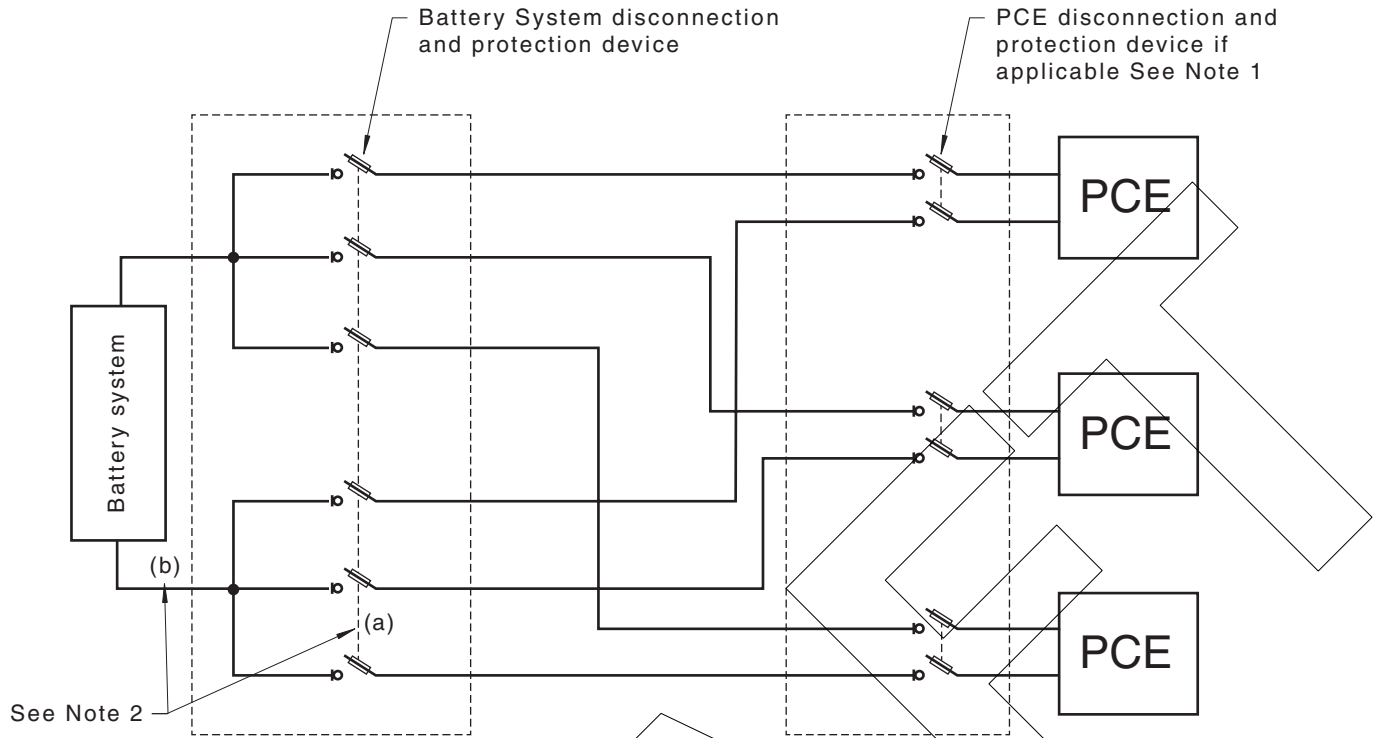 Battery System disconnection
and protection device
PCE disconnection and
protection device if
applicable See Note 1
PCE
Battery system
PCE
(b)
(a)
PCE
See Note 2